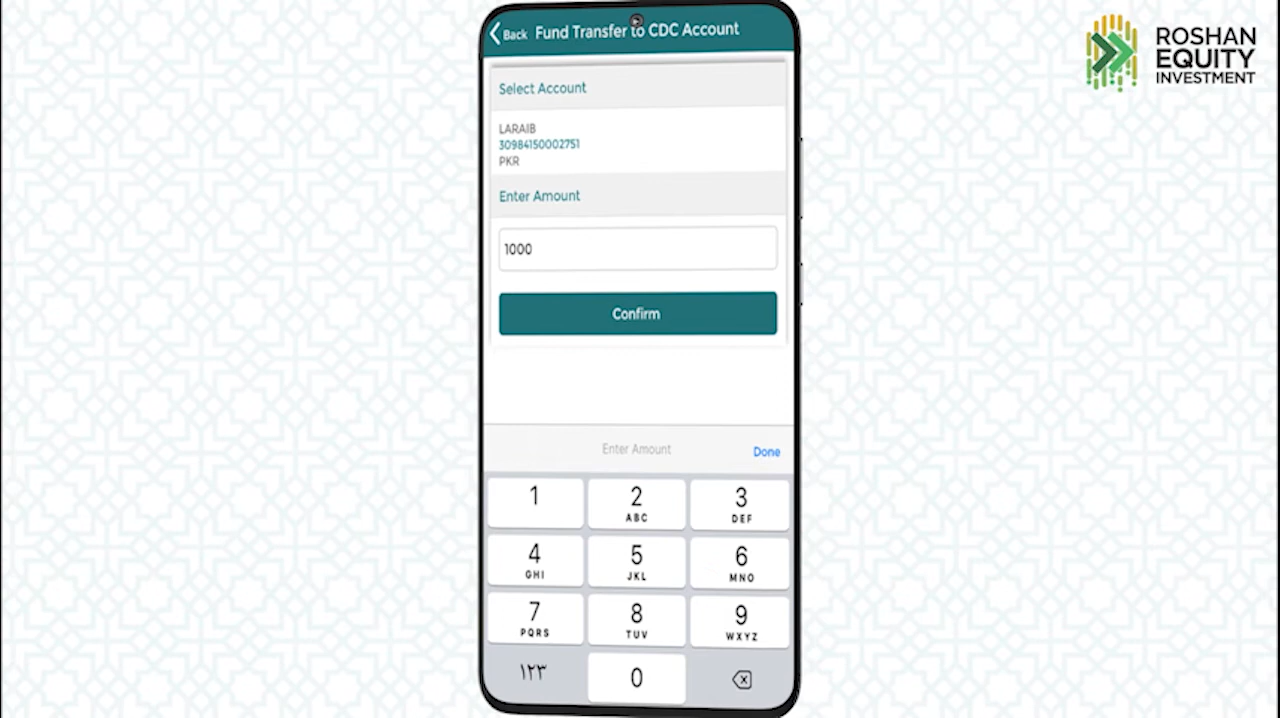 Back Fund Transfer to CDC Account
ROSHAN
EQUITY
INVESTMENT
Select Account
LARAIB
30984150002751
PKR
Enter Amount
1000
Confirm
Enter Amount Done
1 2 3
ABC DEF
4 5 6
GHI JKL MNO
7 8 9
PQRS TUV WXYZ
١٢٣ 0